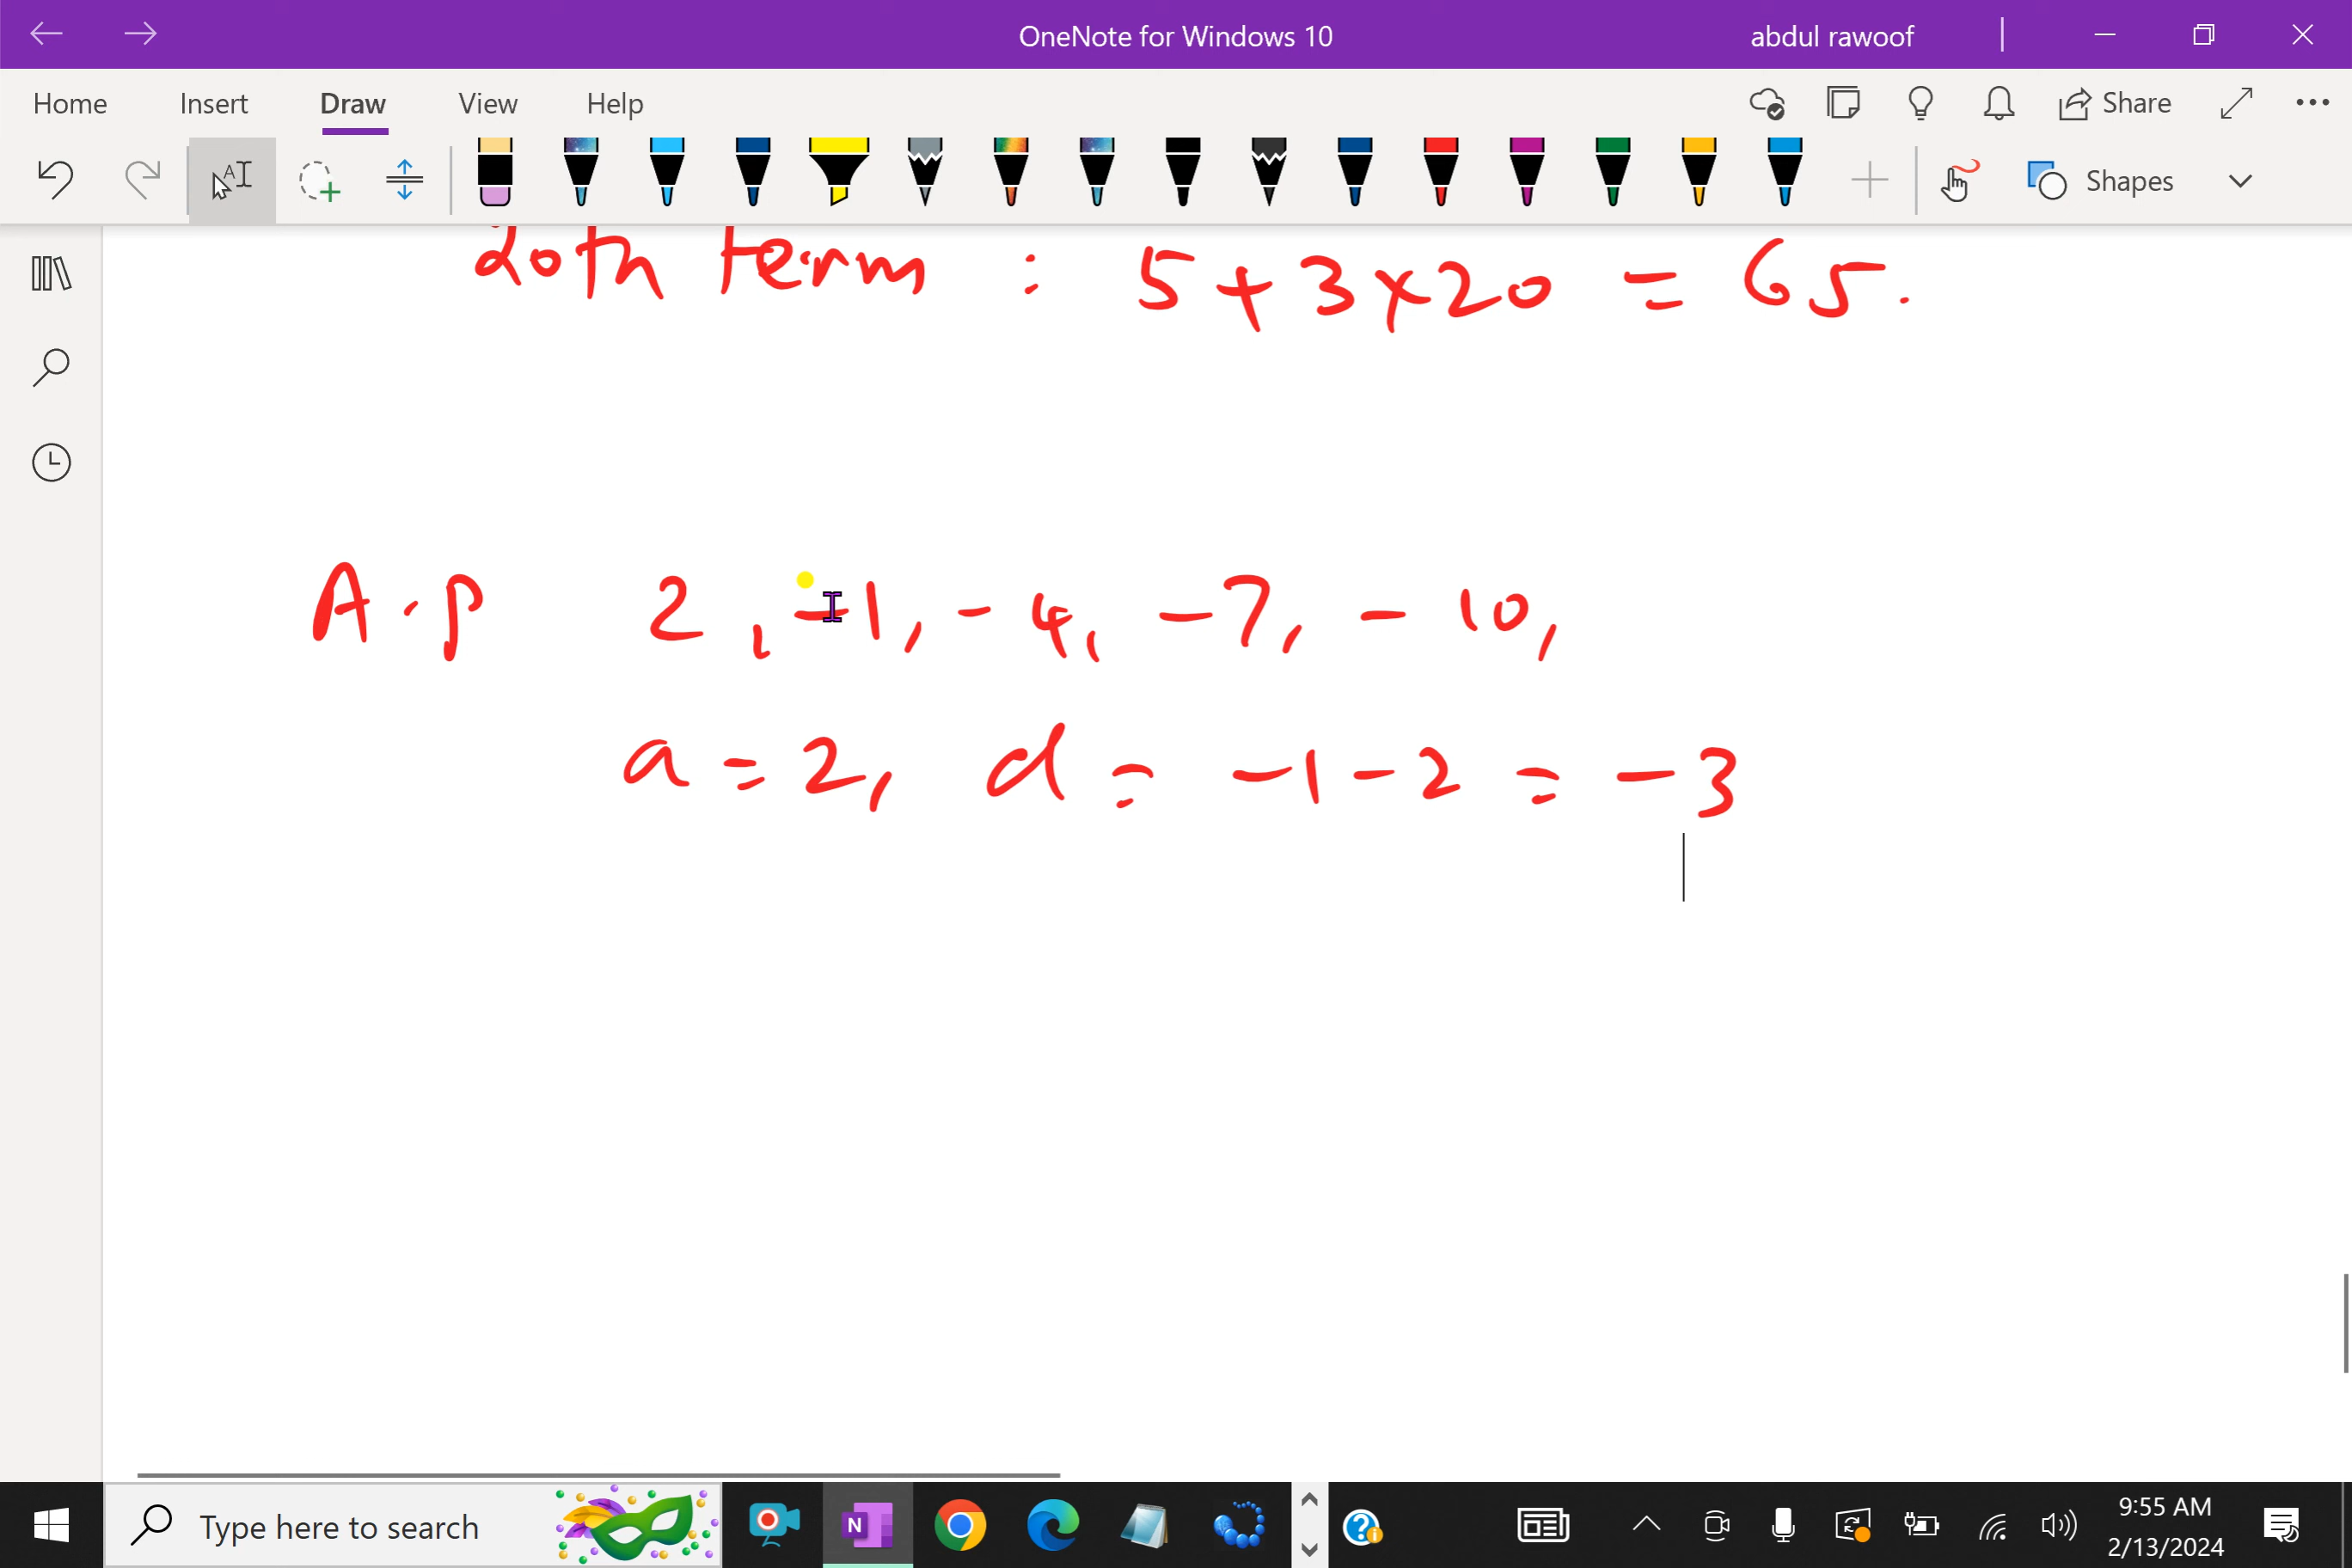 OneNote for Windows 10
abdul rawoof
Home Insert Draw View Help
Share
Shapes
20th term : 5 + 3 x 20 = 65.
A.p 2, -1, -4, -7, - 10,
a = 2, d = -1 - 2 = - 3
Type here to search
9:55 AM
2/13/2024